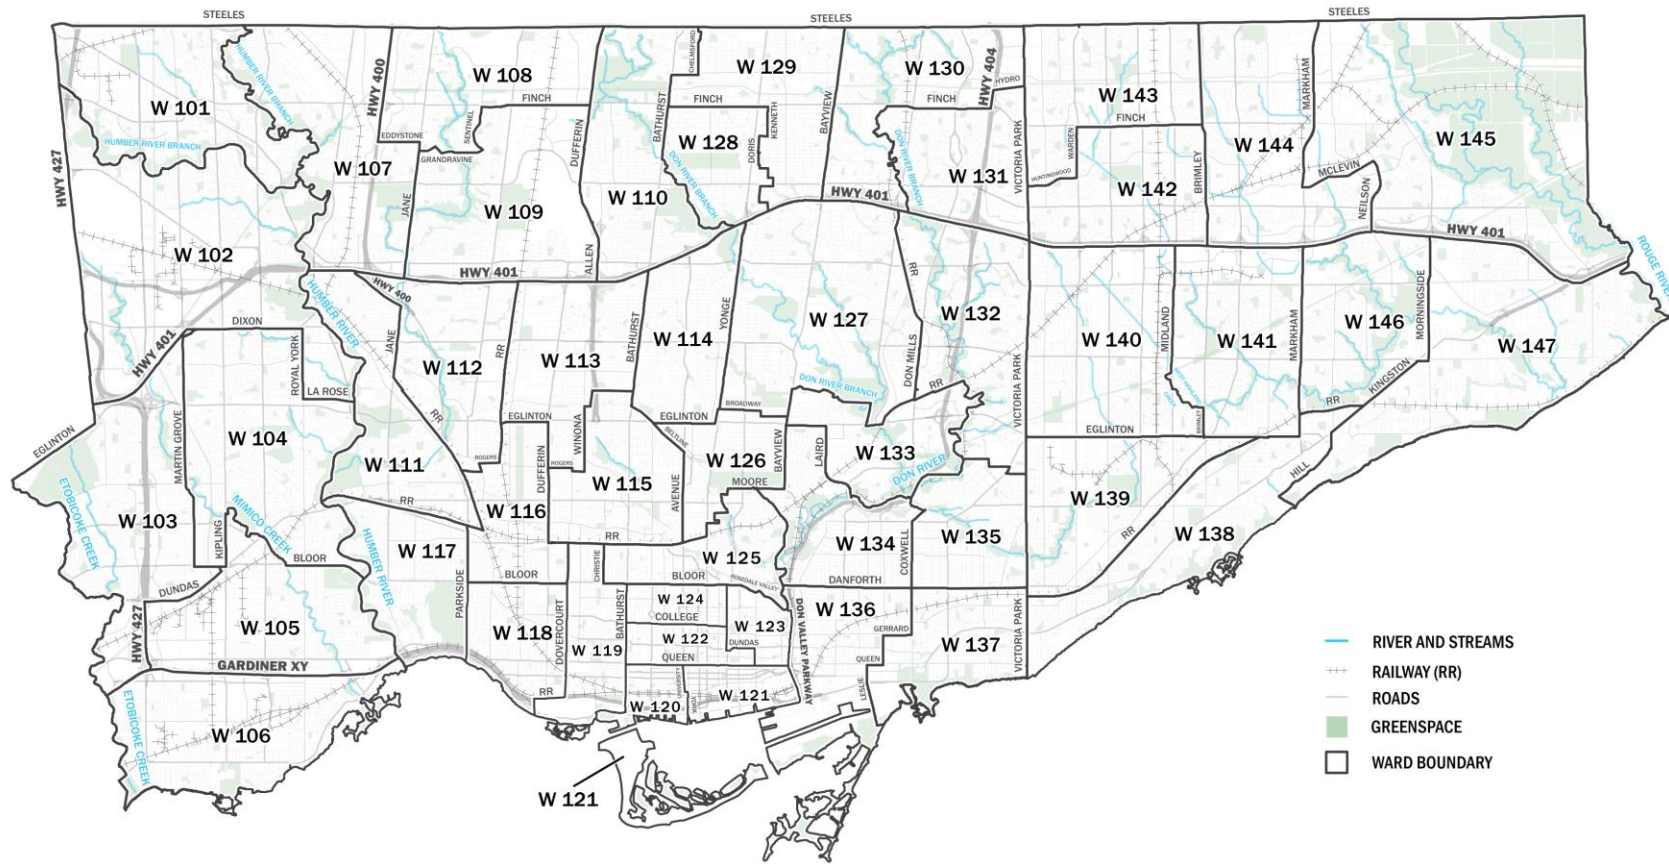 STEELES
STEELES
STEELES
HWY 427
W 101
HUMBER RIVER BRANCH
HUMBER RIVER BRANCH
HWY 400
W 108
FINCH
SENTINEL
EDDYSTONE
GRANDRAVINE
W 107
JANE
W 109
DUFFERIN
ALLEN
W 110
BATHURST
CHELMSFORD
W 129
FINCH
KENNETH
W 128
DORIS
DON RIVER BRANCH
BAYVIEW
W 130
HWY 404
HYDRO
FINCH
DON RIVER BRANCH
W 131
VICTORIA PARK
W 143
FINCH
WARDEN
HUNTINGWOOD
W 142
BRIMLEY
W 144
MARKHAM
MCLEVIN
NEILSON
W 145
HWY 401
HWY 401
HWY 401
ROUGE RIVER
W 102
HWY 401
DIXON
HUMBER RIVER
HWY 400
ROYAL YORK
LA ROSE
JANE
W 112
RR
RR
W 113
BATHURST
W 114
YONGE
W 127
RR
DON MILLS
W 132
RR
DON RIVER BRANCH
VICTORIA PARK
W 140
MIDLAND
W 141
WEST HIGHLAND CREEK
BRIMLEY
MARKHAM
W 146
MORNINGSIDE
W 147
KINGSTON
RR
EGLINTON
EGLINTON
MARTIN GROVE
W 104
W 111
RR
ROGERS
EGLINTON
WINONA
DUFFERIN
ROGERS
W 115
BELTLINE
EGLINTON
BROADWAY
W 126
MOORE
AVENUE
BAYVIEW
LAIRD
W 133
DON RIVER
ETOBICOKE CREEK
W 103
KIPLING
MIMICO CREEK
BLOOR
DUNDAS
HUMBER RIVER
W 117
PARKSIDE
W 116
RR
W 125
ROSEDALE VALLEY
W 134
COXWELL
W 135
DANFORTH
W 139
RR
HILL
W 138
BLOOR
BLOOR
CHRISTIE
HWY 427
W 105
GARDINER XY
W 118
DOVERCOURT
W 119
BATHURST
W 124
COLLEGE
W 122
QUEEN
W 123
DUNDAS
DON VALLEY PARKWAY
W 136
GERRARD
QUEEN
LESLIE
W 137
VICTORIA PARK
ETOBICOKE CREEK
W 106
RR
W 120
UNIVERSITY
YORK
W 121
W 121
RIVER AND STREAMS
RAILWAY (RR)
ROADS
GREENSPACE
WARD BOUNDARY